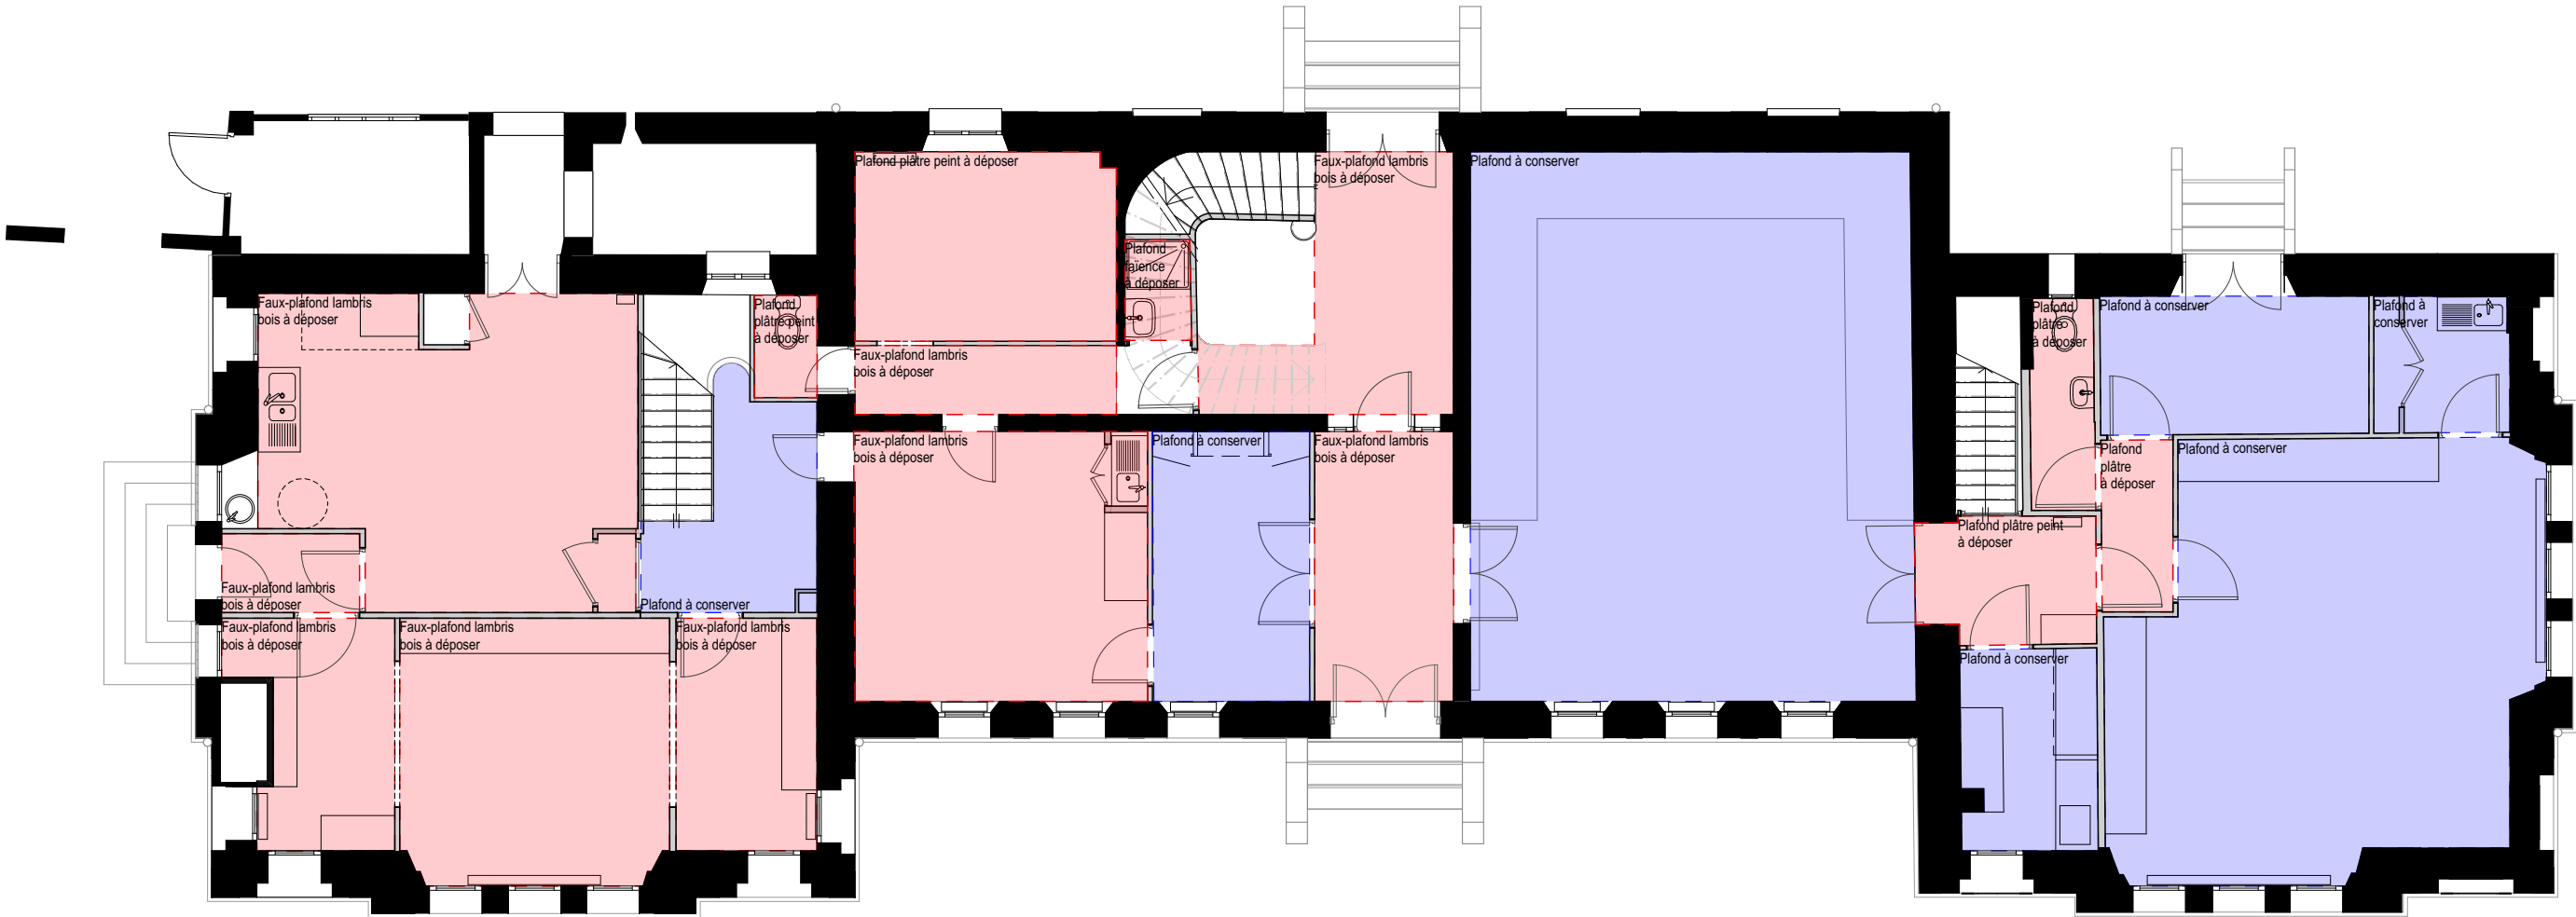 Plafond plâtre peint à déposer
Faux-plafond lambris
bois à déposer
Plafond à conserver
Plafond
faïence
à déposer
Faux-plafond lambris
bois à déposer
Plafond
plâtre peint
à déposer
Plafond
plâtre
à déposer
Plafond à conserver
Plafond à
conserver
Faux-plafond lambris
bois à déposer
Faux-plafond lambris
bois à déposer
Plafond à conserver
Faux-plafond lambris
bois à déposer
Plafond
plâtre
à déposer
Plafond à conserver
Plafond plâtre peint
à déposer
Faux-plafond lambris
bois à déposer
Plafond à conserver
Faux-plafond lambris
bois à déposer
Faux-plafond lambris
bois à déposer
Faux-plafond lambris
bois à déposer
Plafond à conserver